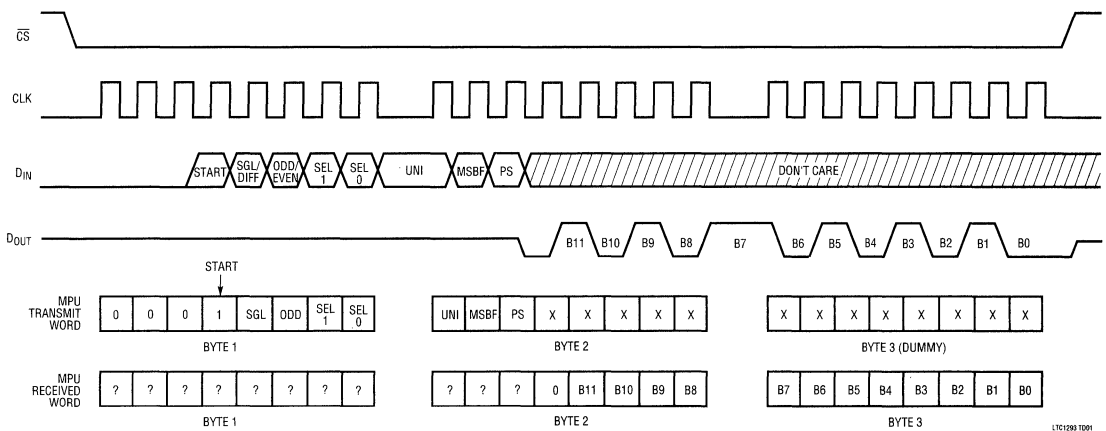 CS
CLK
DIN START SGL/DIFF ODD/EVEN SEL 1 SEL 0 UNI MSBF PS DON'T CARE
DOUT B11 B10 B9 B8 B7 B6 B5 B4 B3 B2 B1 B0
START
MPU TRANSMIT WORD 0 0 0 1 SGL ODD SEL 1 SEL 0 UNI MSBF PS X X X X X X X X X X X X X
BYTE 1 BYTE 2 BYTE 3 (DUMMY)
MPU RECEIVED WORD ? ? ? ? ? ? ? ? ? ? ? 0 B11 B10 B9 B8 B7 B6 B5 B4 B3 B2 B1 B0
BYTE 1 BYTE 2 BYTE 3
LTC1293 TD01